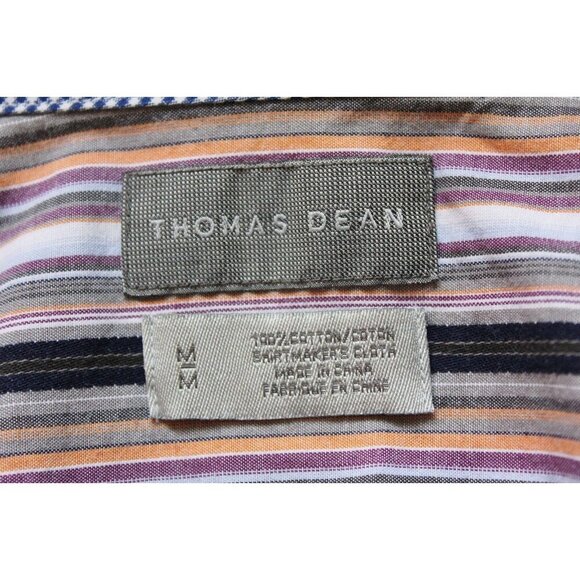 THOMAS DEAN
M
M
100% COTTON/COTON
SHIRTMAKER'S CLOTH
MADE IN CHINA
FABRIQUE EN CHINE